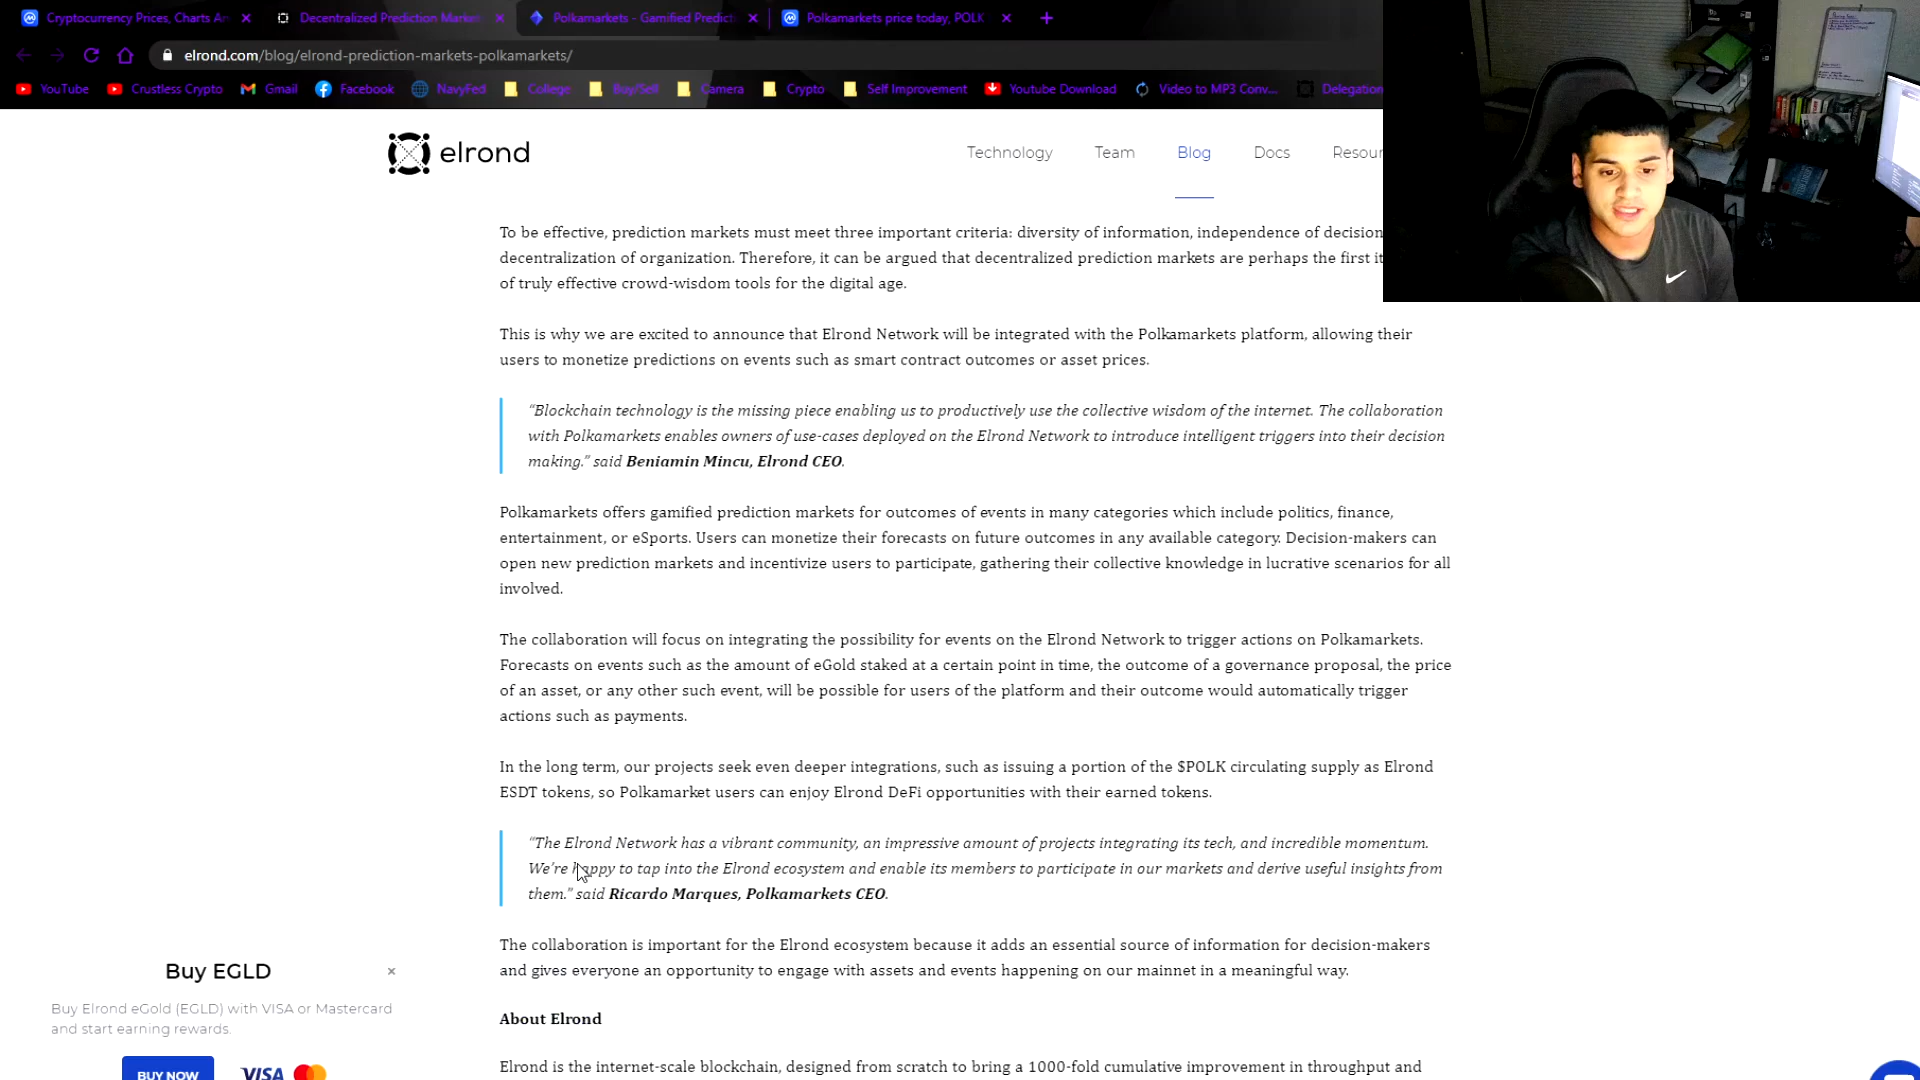 Cryptocurrency Prices, Charts An
Decentralized Prediction Market
Polkamarkets - Gamified Predict
Polkamarkets price today, POLK
elrond.com/blog/elrond-prediction-markets-polkamarkets/
YouTube Crustless Crypto Gmail Facebook NavyFed College Buy/Sell Camera Crypto Self Improvement Youtube Download Video to MP3 Conv... Delegation
elrond
Technology Team Blog Docs Resour
To be effective, prediction markets must meet three important criteria: diversity of information, independence of decision
decentralization of organization. Therefore, it can be argued that decentralized prediction markets are perhaps the first it
of truly effective crowd-wisdom tools for the digital age.
This is why we are excited to announce that Elrond Network will be integrated with the Polkamarkets platform, allowing their
users to monetize predictions on events such as smart contract outcomes or asset prices.
“Blockchain technology is the missing piece enabling us to productively use the collective wisdom of the internet. The collaboration
with Polkamarkets enables owners of use-cases deployed on the Elrond Network to introduce intelligent triggers into their decision
making.” said Beniamin Mincu, Elrond CEO.
Polkamarkets offers gamified prediction markets for outcomes of events in many categories which include politics, finance,
entertainment, or eSports. Users can monetize their forecasts on future outcomes in any available category. Decision-makers can
open new prediction markets and incentivize users to participate, gathering their collective knowledge in lucrative scenarios for all
involved.
The collaboration will focus on integrating the possibility for events on the Elrond Network to trigger actions on Polkamarkets.
Forecasts on events such as the amount of eGold staked at a certain point in time, the outcome of a governance proposal, the price
of an asset, or any other such event, will be possible for users of the platform and their outcome would automatically trigger
actions such as payments.
In the long term, our projects seek even deeper integrations, such as issuing a portion of the $POLK circulating supply as Elrond
ESDT tokens, so Polkamarket users can enjoy Elrond DeFi opportunities with their earned tokens.
“The Elrond Network has a vibrant community, an impressive amount of projects integrating its tech, and incredible momentum.
We’re happy to tap into the Elrond ecosystem and enable its members to participate in our markets and derive useful insights from
them.” said Ricardo Marques, Polkamarkets CEO.
The collaboration is important for the Elrond ecosystem because it adds an essential source of information for decision-makers
and gives everyone an opportunity to engage with assets and events happening on our mainnet in a meaningful way.
About Elrond
Elrond is the internet-scale blockchain, designed from scratch to bring a 1000-fold cumulative improvement in throughput and
Buy EGLD
Buy Elrond eGold (EGLD) with VISA or Mastercard
and start earning rewards.
BUY NOW VISA